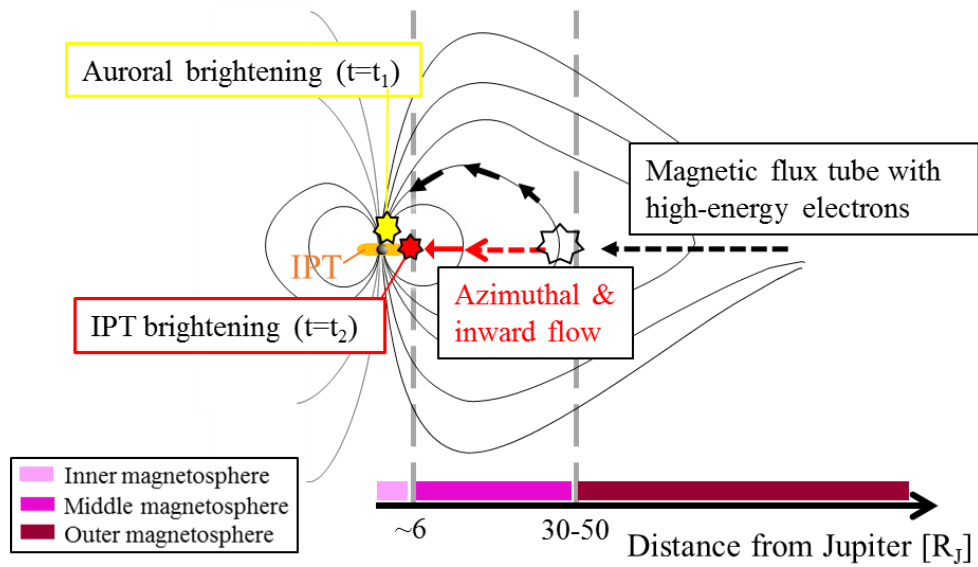 Auroral brightening (t=t₁)
Magnetic flux tube with
high-energy electrons
IPT
Azimuthal &
inward flow
IPT brightening (t=t₂)
Inner magnetosphere
Middle magnetosphere
Outer magnetosphere
~6
30-50
Distance from Jupiter [R_J]